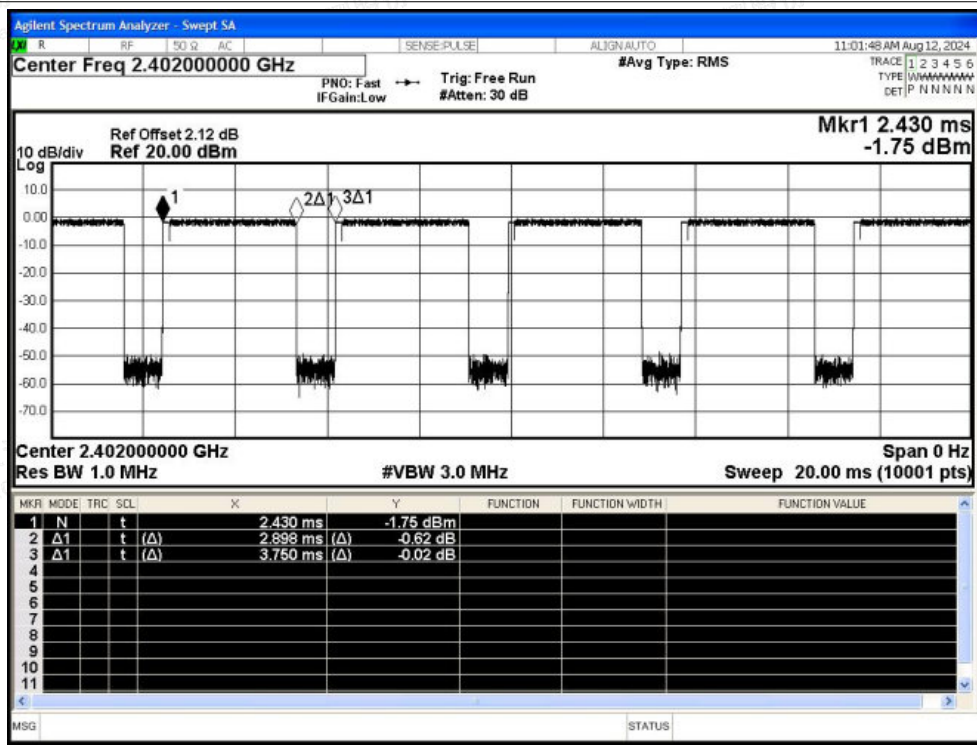 Agilent Spectrum Analyzer - Swept SA
LXI R RF 50 Ω AC SENSE:PULSE ALIGNAUTO 11:01:48 AM Aug 12, 2024
Center Freq 2.402000000 GHz
#Avg Type: RMS
TRACE 1 2 3 4 5 6
PNO: Fast Trig: Free Run
TYPE
IFGain:Low #Atten: 30 dB
DET P N N N N N
Mkr1 2.430 ms
-1.75 dBm
Ref Offset 2.12 dB
10 dB/div Ref 20.00 dBm
Log
10.0
0.00
-10.0
-20.0
-30.0
-40.0
-50.0
-60.0
-70.0
1 2Δ1 3Δ1
Center 2.402000000 GHz Span 0 Hz
Res BW 1.0 MHz #VBW 3.0 MHz Sweep 20.00 ms (10001 pts)
MKR MODE TRC SCL X Y FUNCTION FUNCTION WIDTH FUNCTION VALUE
1 N t 2.430 ms -1.75 dBm
2 Δ1 t (Δ) 2.898 ms (Δ) -0.62 dB
3 Δ1 t (Δ) 3.750 ms (Δ) -0.02 dB
4
5
6
7
8
9
10
11
MSG STATUS